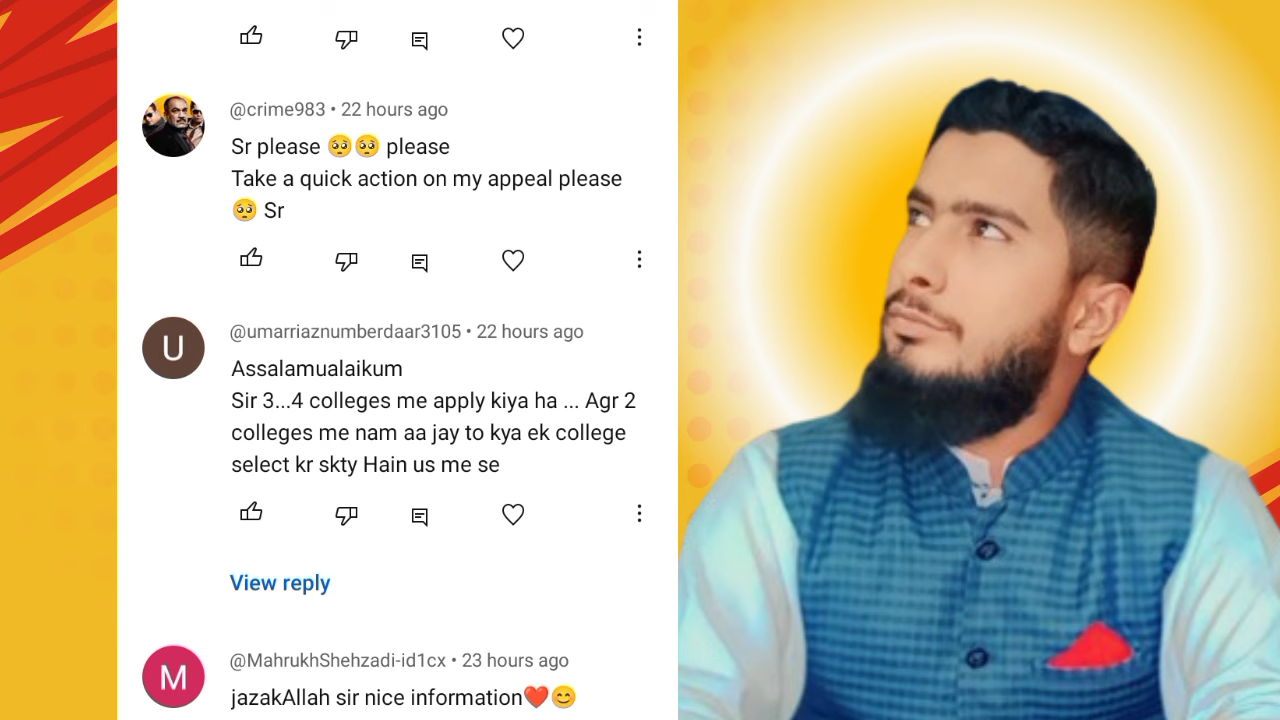 @crime983 • 22 hours ago
Sr please 🥺🥺 please
Take a quick action on my appeal please
🥺 Sr
U
@umarriaznumberdaar3105 • 22 hours ago
Assalamualaikum
Sir 3...4 colleges me apply kiya ha ... Agr 2
colleges me nam aa jay to kya ek college
select kr skty Hain us me se
View reply
M
@MahrukhShehzadi-id1cx • 23 hours ago
jazakAllah sir nice information❤️😊